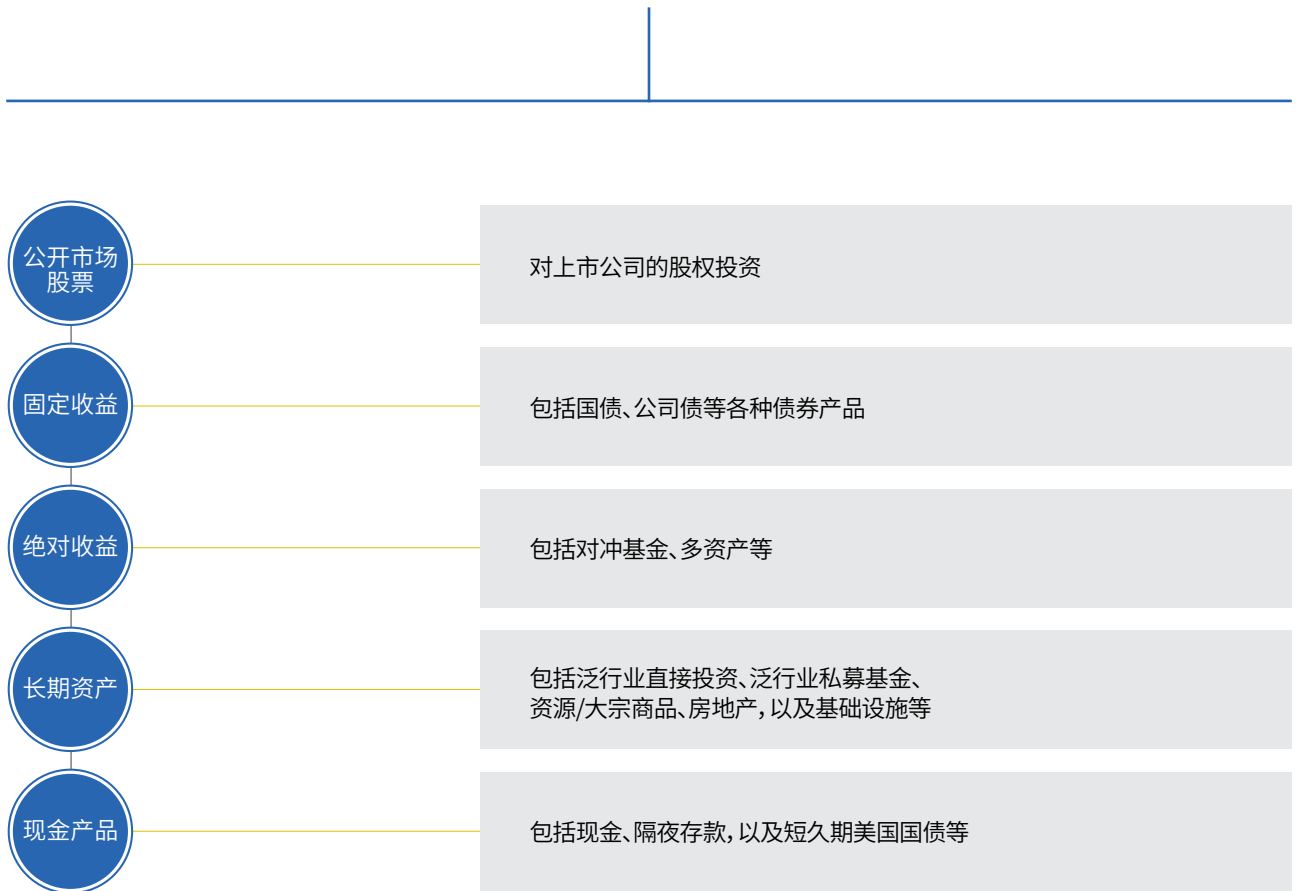 公开市场
股票
对上市公司的股权投资
固定收益
包括国债、公司债等各种债券产品
绝对收益
包括对冲基金、多资产等
长期资产
包括泛行业直接投资、泛行业私募基金、
资源/大宗商品、房地产，以及基础设施等
现金产品
包括现金、隔夜存款，以及短久期美国国债等